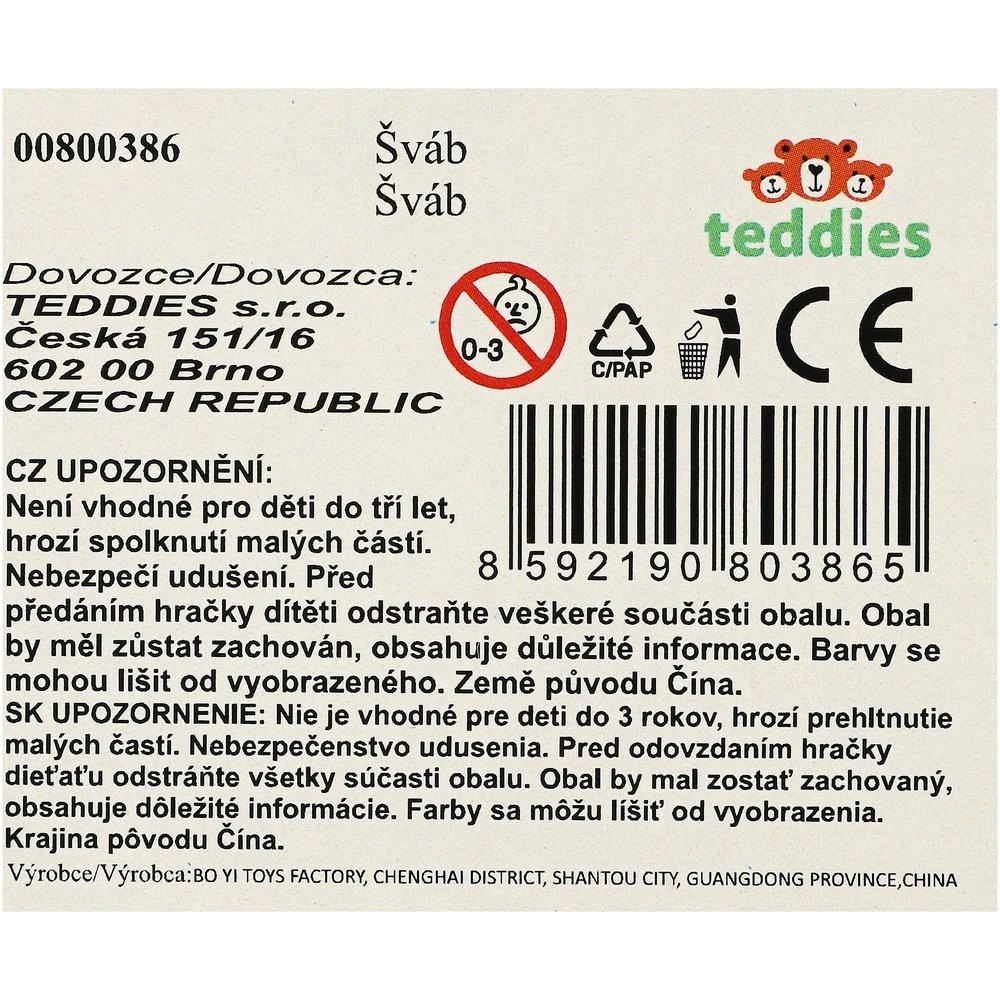 00800386
Šváb
Šváb
teddies
Dovozce/Dovozca:
TEDDIES s.r.o.
Česká 151/16
602 00 Brno
CZECH REPUBLIC
0-3
C/PAP
CE
8 592190 803865
CZ UPOZORNĚNÍ:
Není vhodné pro děti do tří let,
hrozí spolknutí malých částí.
Nebezpečí udušení. Před
předáním hračky dítěti odstraňte veškeré součásti obalu. Obal
by měl zůstat zachován, obsahuje důležité informace. Barvy se
mohou lišit od vyobrazeného. Země původu Čína.
SK UPOZORNENIE: Nie je vhodné pre deti do 3 rokov, hrozí prehltnutie
malých častí. Nebezpečenstvo udusenia. Pred odovzdaním hračky
dieťaťu odstráňte všetky súčasti obalu. Obal by mal zostať zachovaný,
obsahuje dôležité informácie. Farby sa môžu líšiť od vyobrazenia.
Krajina pôvodu Čína.
Výrobce/Výrobca:BO YI TOYS FACTORY, CHENGHAI DISTRICT, SHANTOU CITY, GUANGDONG PROVINCE,CHINA